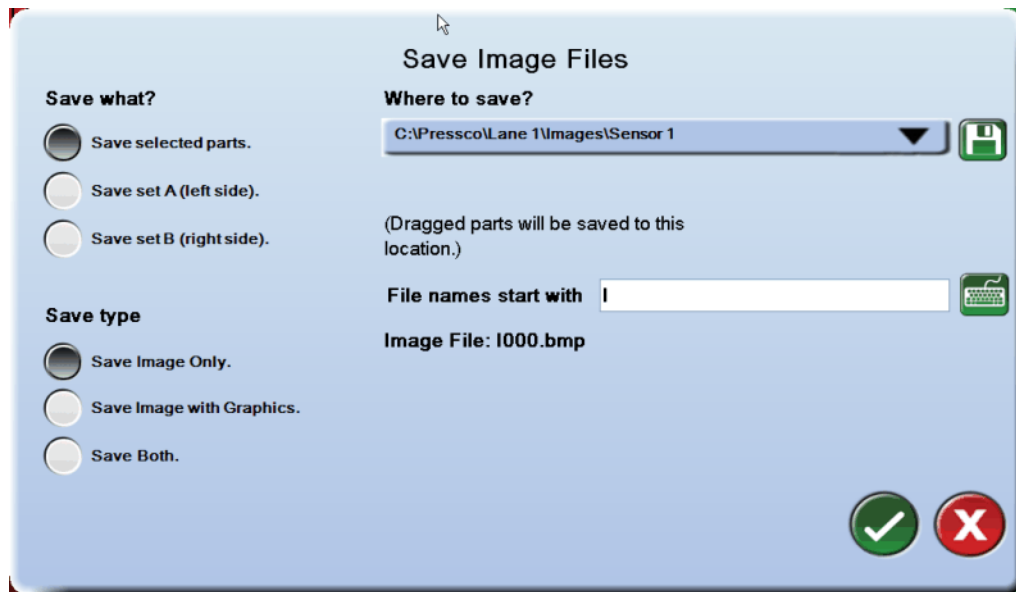 Save Image Files
Save what?
Save selected parts.
Save set A (left side).
Save set B (right side).
Save type
Save Image Only.
Save Image with Graphics.
Save Both.
Where to save?
C:\Pressco\Lane 1\Images\Sensor 1
(Dragged parts will be saved to this
location.)
File names start with I
Image File: I000.bmp